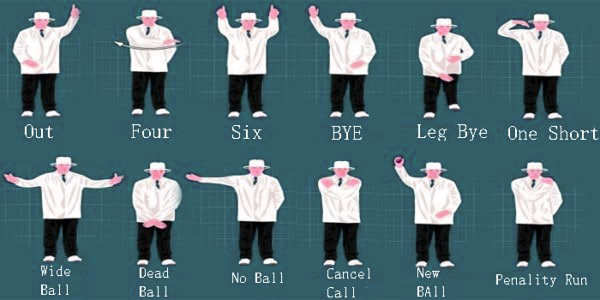 Out
Four
Six
BYE
Leg Bye
One Short
Wide
Ball
Dead
Ball
No Ball
Cancel
Call
New
BAll
Penality Run